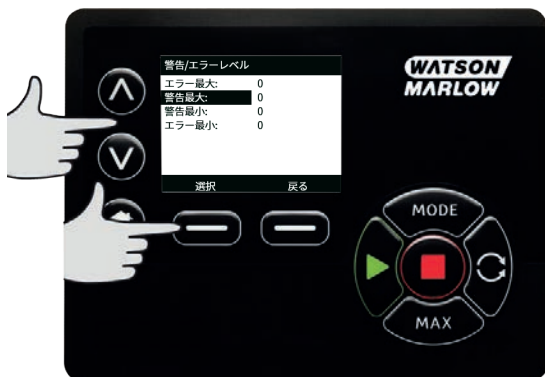 警告/エラーレベル
エラー最大: 0
警告最大: 0
警告最小: 0
エラー最小: 0
選択 戻る
WATSON
MARLOW
MODE
MAX